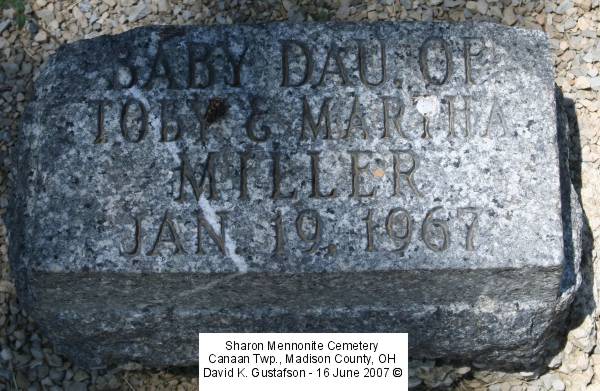 BABY DAU. OF
TOBY & MARTHA
MILLER
JAN. 19, 1967
Sharon Mennonite Cemetery
Canaan Twp., Madison County, OH
David K. Gustafson - 16 June 2007 ©